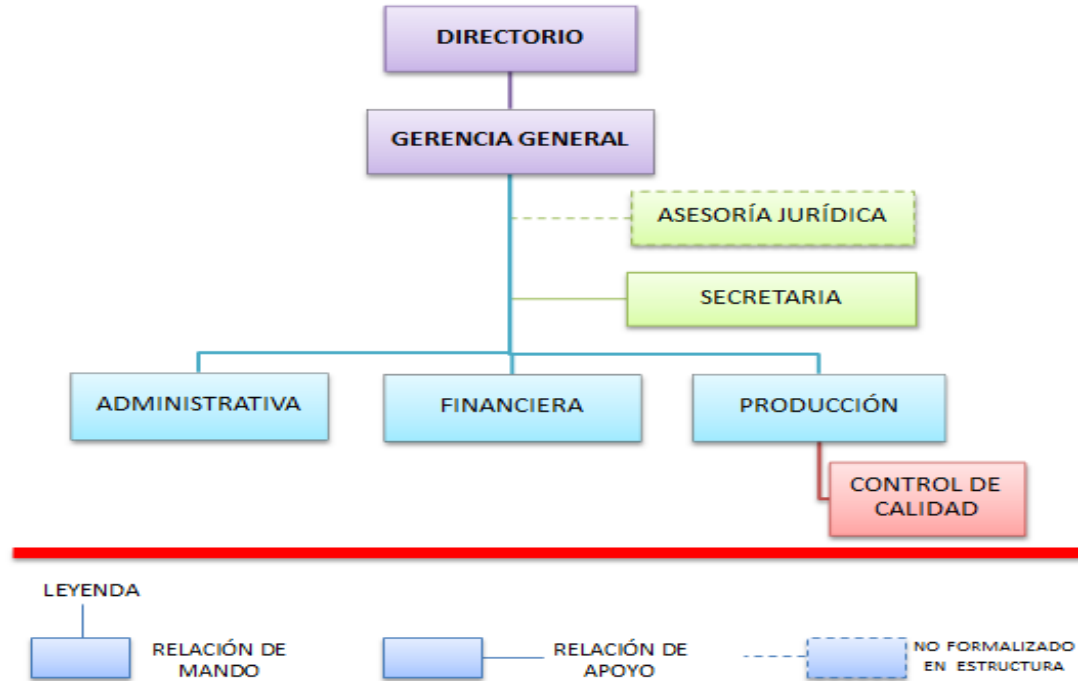 DIRECTORIO
GERENCIA GENERAL
ASESORÍA JURÍDICA
SECRETARIA
ADMINISTRATIVA
FINANCIERA
PRODUCCIÓN
CONTROL DE
CALIDAD
LEYENDA
RELACIÓN DE
MANDO
RELACIÓN DE
APOYO
NO FORMALIZADO
EN ESTRUCTURA